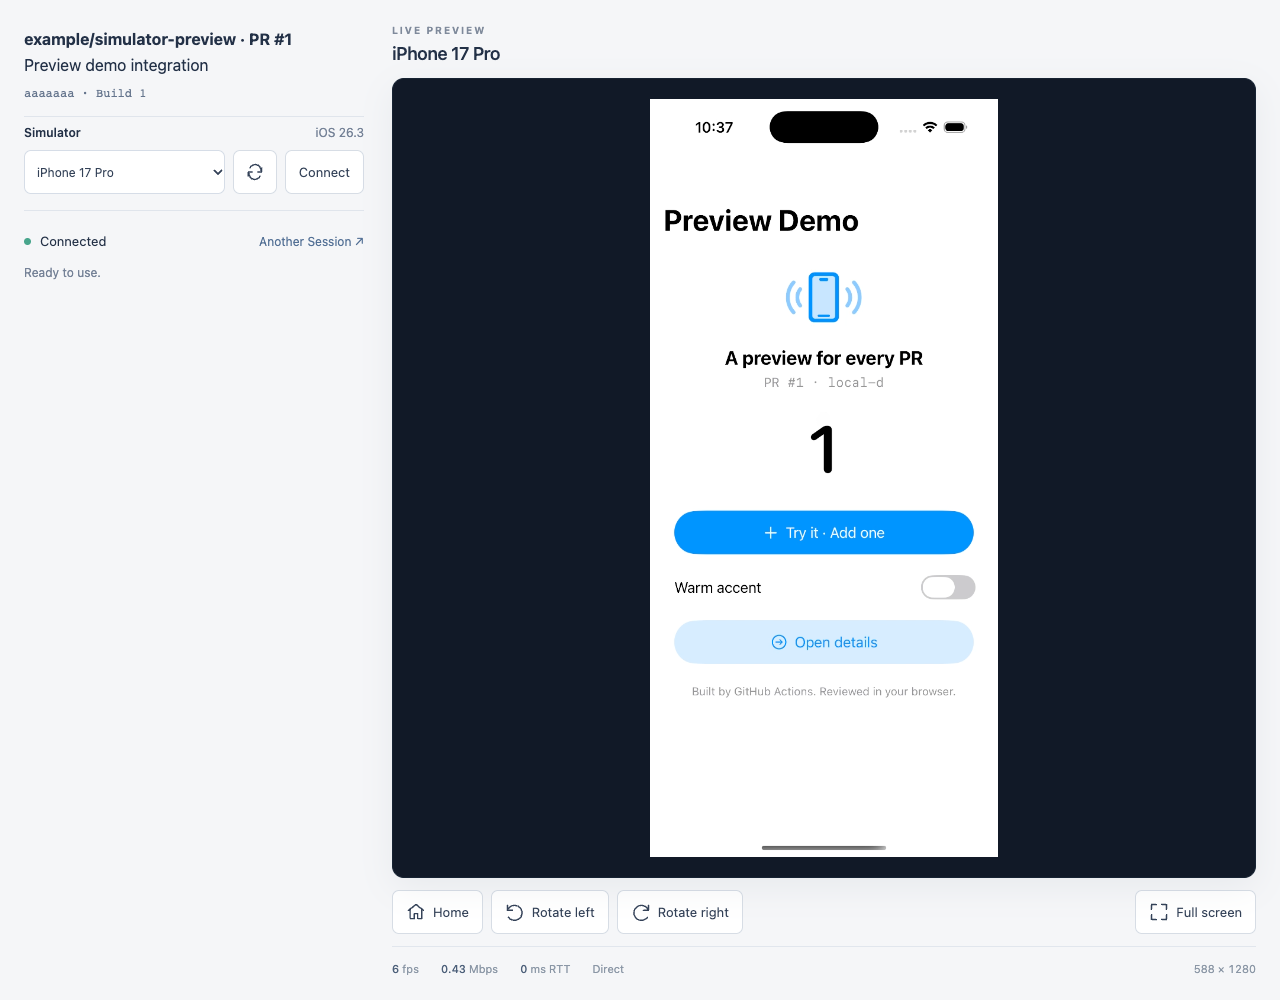 example/simulator-preview · PR #1
Preview demo integration
aaaaaaa • Build 1
Simulator
iOS 26.3
iPhone 17 Pro
Connect
Connected
Another Session ↗
Ready to use.
LIVE PREVIEW
iPhone 17 Pro
10:37
Preview Demo
A preview for every PR
PR #1 · local-d
1
Try it · Add one
Warm accent
Open details
Built by GitHub Actions. Reviewed in your browser.
Home
Rotate left
Rotate right
Full screen
6 fps
0.43 Mbps
0 ms RTT
Direct
588 × 1280